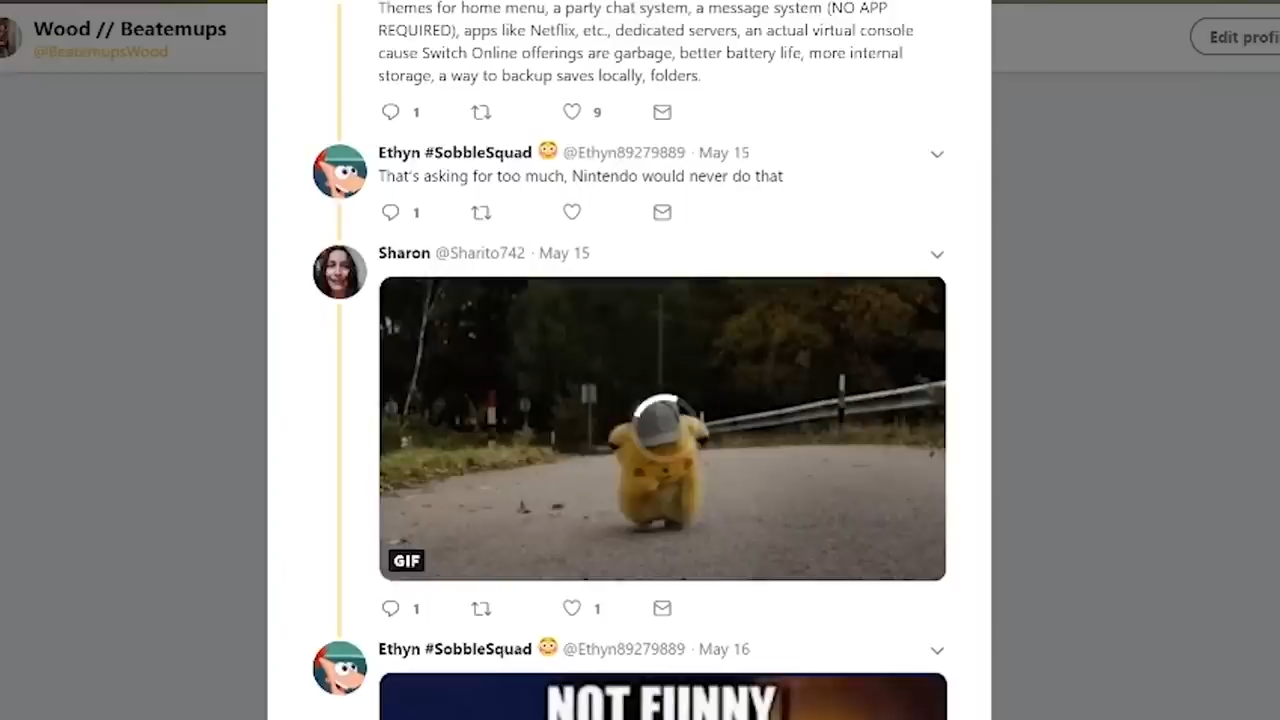 Wood // Beatemups
@BeatemupsWood
Edit profi
Themes for home menu, a party chat system, a message system (NO APP
REQUIRED), apps like Netflix, etc., dedicated servers, an actual virtual console
cause Switch Online offerings are garbage, better battery life, more internal
storage, a way to backup saves locally, folders.
1 9
Ethyn #SobbleSquad 😳 @Ethyn89279889 · May 15
That's asking for too much, Nintendo would never do that
1
Sharon @Sharito742 · May 15
GIF
1 1
Ethyn #SobbleSquad 😳 @Ethyn89279889 · May 16
NOT FUNNY